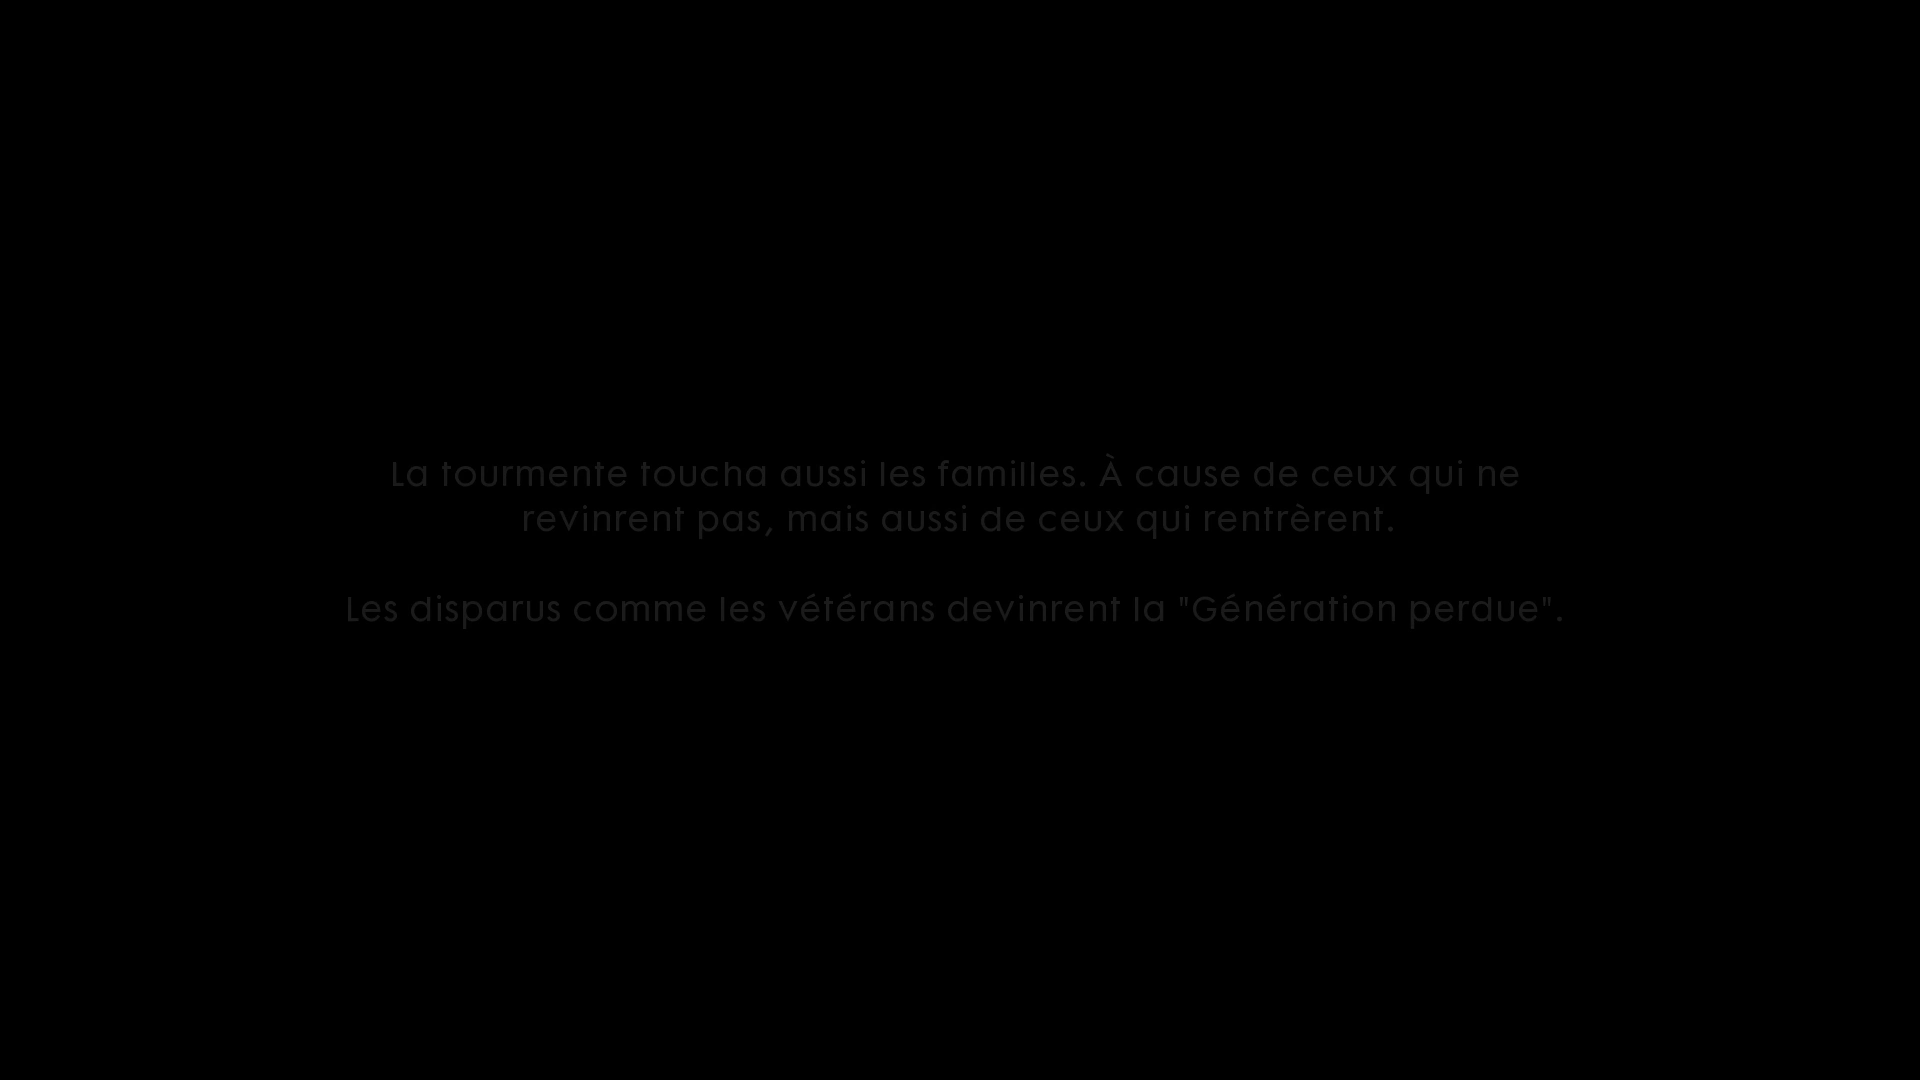 La tourmente toucha aussi les familles. À cause de ceux qui ne
revinrent pas, mais aussi de ceux qui rentrèrent.
Les disparus comme les vétérans devinrent la "Génération perdue".